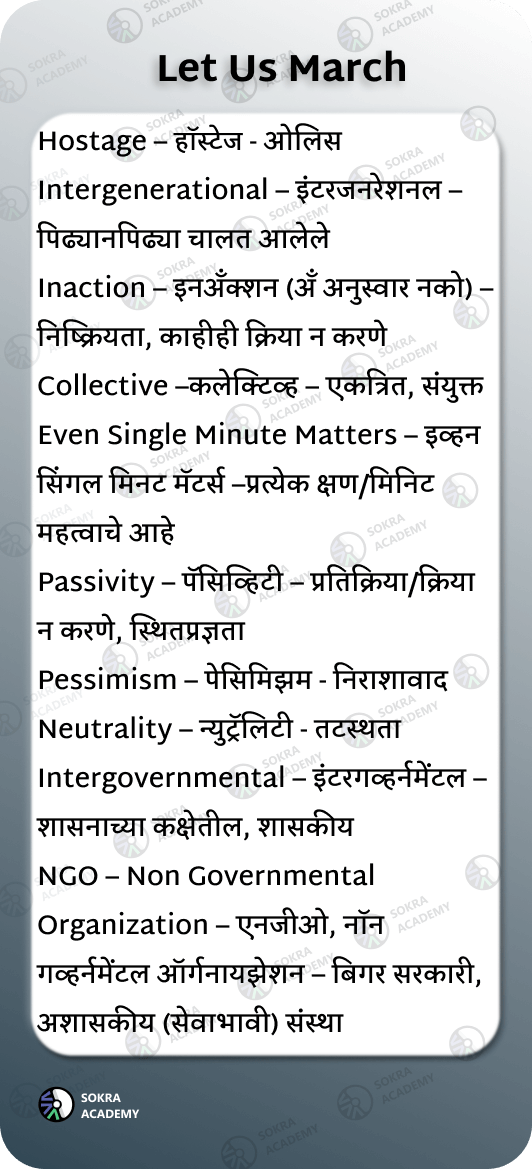 Let Us March
Hostage – हॉस्टेज - ओलिस
Intergenerational – इंटरजनरेशनल –
पिढ्यानपिढ्या चालत आलेले
Inaction – इनअँक्शन (अँ अनुस्वार नको) –
निष्क्रियता, काहीही क्रिया न करणे
Collective –कलेक्टिव्ह – एकत्रित, संयुक्त
Even Single Minute Matters – इव्हन
सिंगल मिनट मॅटर्स –प्रत्येक क्षण/मिनिट
महत्वाचे आहे
Passivity – पॅसिव्हिटी – प्रतिक्रिया/क्रिया
न करणे, स्थितप्रज्ञता
Pessimism – पेसिमिझम - निराशावाद
Neutrality – न्युट्रॅलिटी - तटस्थता
Intergovernmental – इंटरगव्हर्नमेंटल –
शासनाच्या कक्षेतील, शासकीय
NGO – Non Governmental
Organization – एनजीओ, नॉन
गव्हर्नमेंटल ऑर्गनायझेशन – बिगर सरकारी,
अशासकीय (सेवाभावी) संस्था
SOKRA
ACADEMY